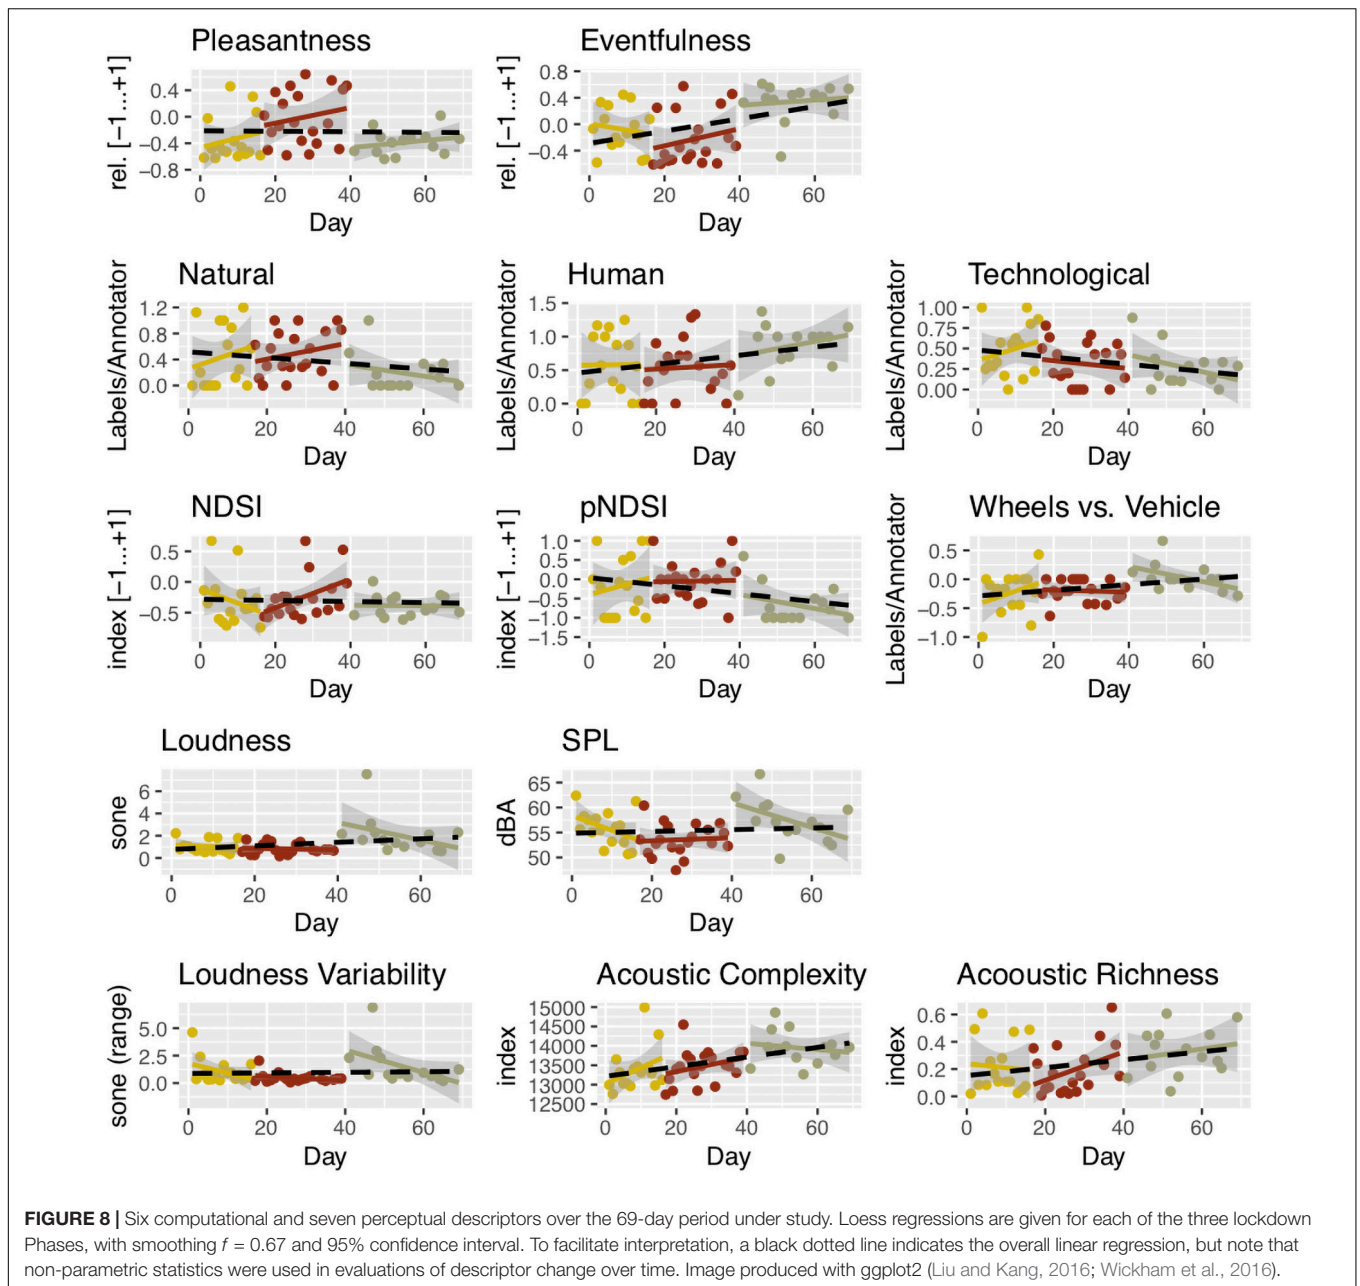 Pleasantness
Eventfulness
rel. [−1...+1]
0.4
0.0
−0.4
−0.8
0 20 40 60
Day
rel. [−1...+1]
0.8
0.4
0.0
−0.4
0 20 40 60
Day
Natural
Human
Technological
Labels/Annotator
1.2
0.8
0.4
0.0
0 20 40 60
Day
Labels/Annotator
1.5
1.0
0.5
0.0
0 20 40 60
Day
Labels/Annotator
1.00
0.75
0.50
0.25
0.00
0 20 40 60
Day
NDSI
pNDSI
Wheels vs. Vehicle
index [−1...+1]
0.5
0.0
−0.5
0 20 40 60
Day
index [−1...+1]
1.0
0.5
0.0
−0.5
−1.0
−1.5
0 20 40 60
Day
Labels/Annotator
0.5
0.0
−0.5
−1.0
0 20 40 60
Day
Loudness
SPL
sone
6
4
2
0
0 20 40 60
Day
dBA
65
60
55
50
0 20 40 60
Day
Loudness Variability
Acoustic Complexity
Acooustic Richness
sone (range)
5.0
2.5
0.0
0 20 40 60
Day
index
15000
14500
14000
13500
13000
12500
0 20 40 60
Day
index
0.6
0.4
0.2
0.0
0 20 40 60
Day
FIGURE 8 | Six computational and seven perceptual descriptors over the 69-day period under study. Loess regressions are given for each of the three lockdown
Phases, with smoothing f = 0.67 and 95% confidence interval. To facilitate interpretation, a black dotted line indicates the overall linear regression, but note that
non-parametric statistics were used in evaluations of descriptor change over time. Image produced with ggplot2 (Liu and Kang, 2016; Wickham et al., 2016).